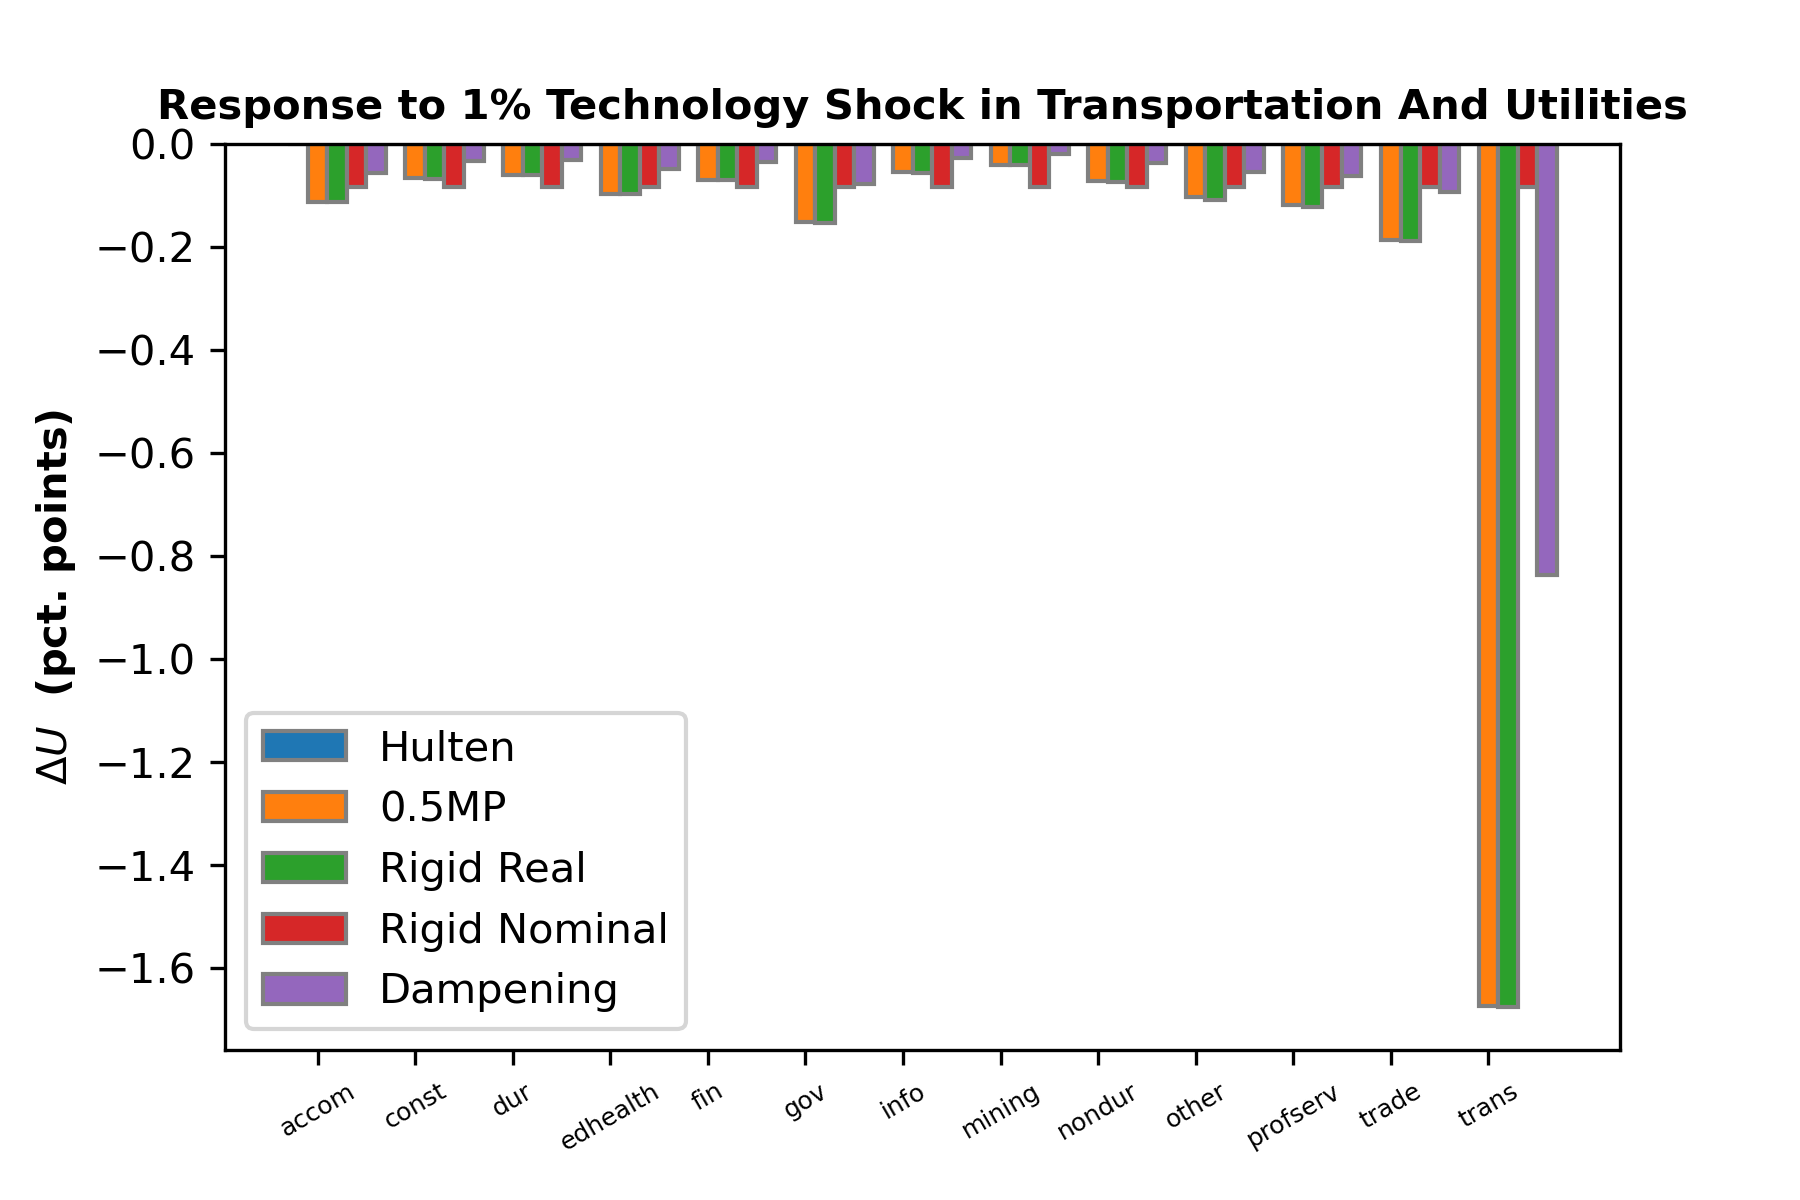 Response to 1% Technology Shock in Transportation And Utilities
0.0
−0.2
−0.4
−0.6
−0.8
−1.0
−1.2
−1.4
−1.6
ΔU (pct. points)
Hulten
0.5MP
Rigid Real
Rigid Nominal
Dampening
accom
const
dur
edhealth
fin
gov
info
mining
nondur
other
profserv
trade
trans